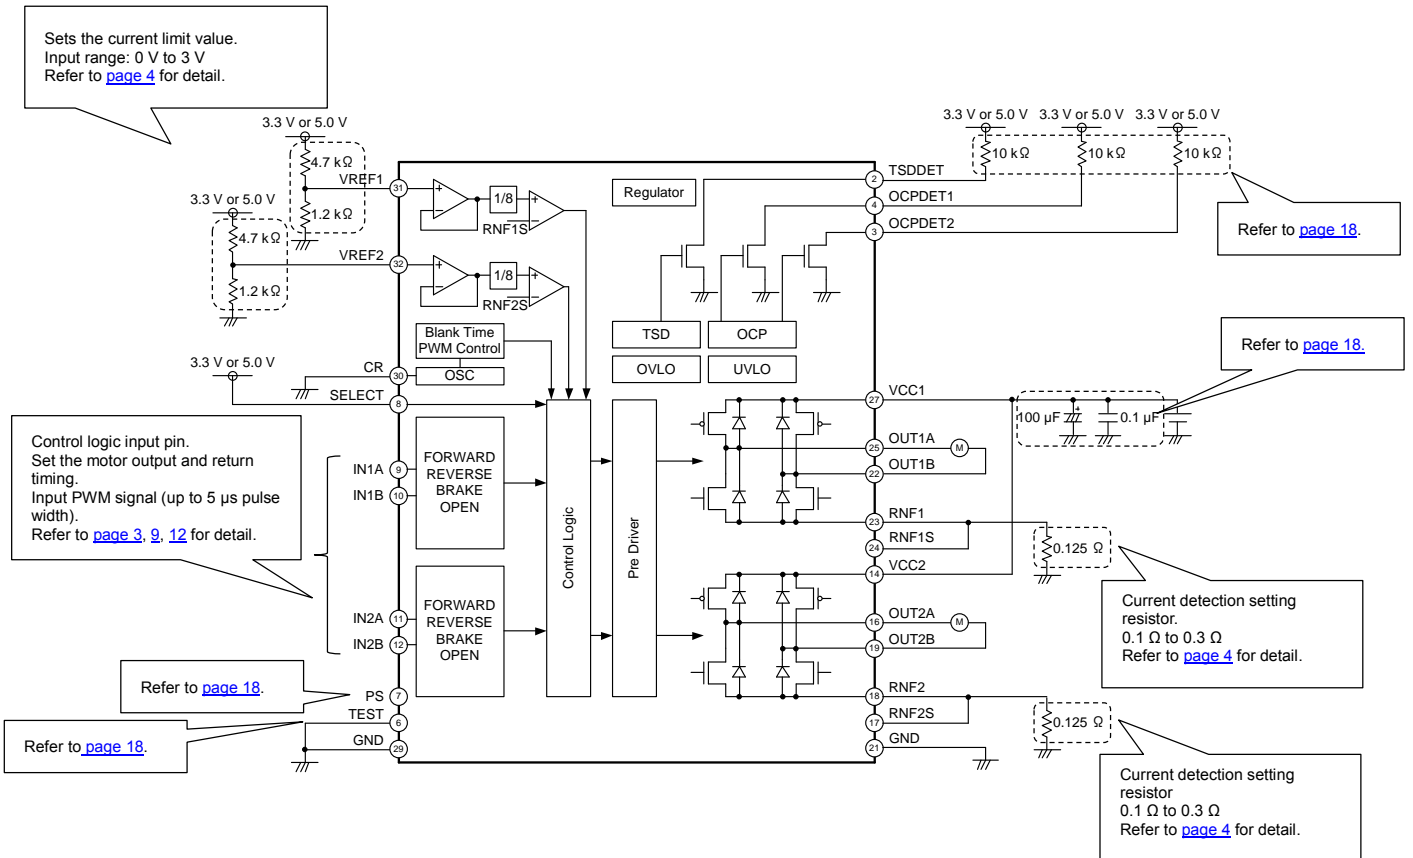 Sets the current limit value.
Input range: 0 V to 3 V
Refer to page 4 for detail.
3.3 V or 5.0 V
4.7 kΩ
1.2 kΩ
VREF1
31
3.3 V or 5.0 V
4.7 kΩ
1.2 kΩ
VREF2
32
+
−
1/8
+
−
RNF1S
+
−
1/8
+
−
RNF2S
Blank Time
PWM Control
OSC
3.3 V or 5.0 V
CR
30
SELECT
8
Control logic input pin.
Set the motor output and return
timing.
Input PWM signal (up to 5 µs pulse
width).
Refer to page 3, 9, 12 for detail.
IN1A
9
IN1B
10
FORWARD
REVERSE
BRAKE
OPEN
IN2A
11
IN2B
12
FORWARD
REVERSE
BRAKE
OPEN
Refer to page 18.
PS
7
TEST
6
Refer to page 18.
GND
29
Control Logic
Pre Driver
Regulator
TSD
OCP
OVLO
UVLO
3.3 V or 5.0 V
3.3 V or 5.0 V
3.3 V or 5.0 V
10 kΩ
10 kΩ
10 kΩ
2
TSDDET
4
OCPDET1
3
OCPDET2
Refer to page 18.
Refer to page 18.
27
VCC1
100 µF
+
0.1 µF
25
OUT1A
M
22
OUT1B
23
RNF1
24
RNF1S
0.125 Ω
14
VCC2
Current detection setting
resistor.
0.1 Ω to 0.3 Ω
Refer to page 4 for detail.
16
OUT2A
M
19
OUT2B
18
RNF2
17
RNF2S
0.125 Ω
21
GND
Current detection setting
resistor
0.1 Ω to 0.3 Ω
Refer to page 4 for detail.